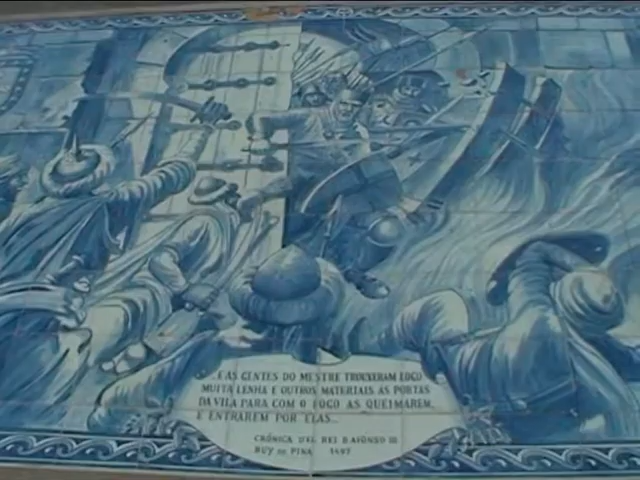 ...E AS GENTES DO MESTRE TROUXERAM LOGO
MUITA LENHA E OUTROS MATERIAIS AS PORTAS
DA VILA PARA COM O FOGO AS QUEIMAREM,
E ENTRAREM POR ELAS...
CRÓNICA D'EL REI D. AFONSO III
RUY DE PINA 1497